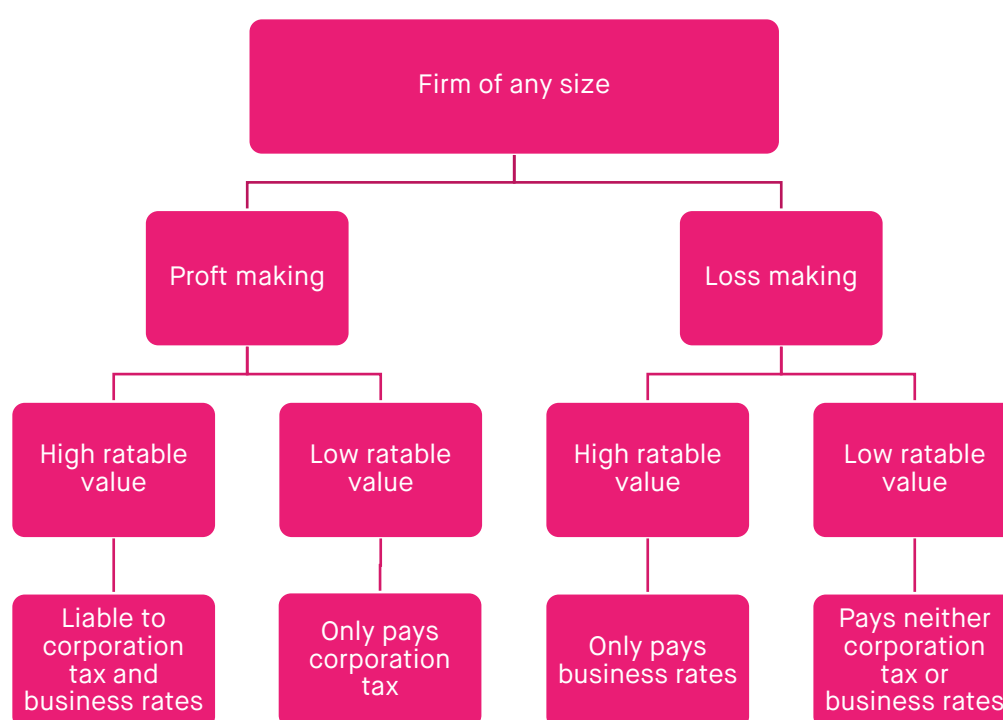 Firm of any size
Proft making
Loss making
High ratable
value
Low ratable
value
High ratable
value
Low ratable
value
Liable to
corporation
tax and
business rates
Only pays
corporation
tax
Only pays
business rates
Pays neither
corporation
tax or
business rates